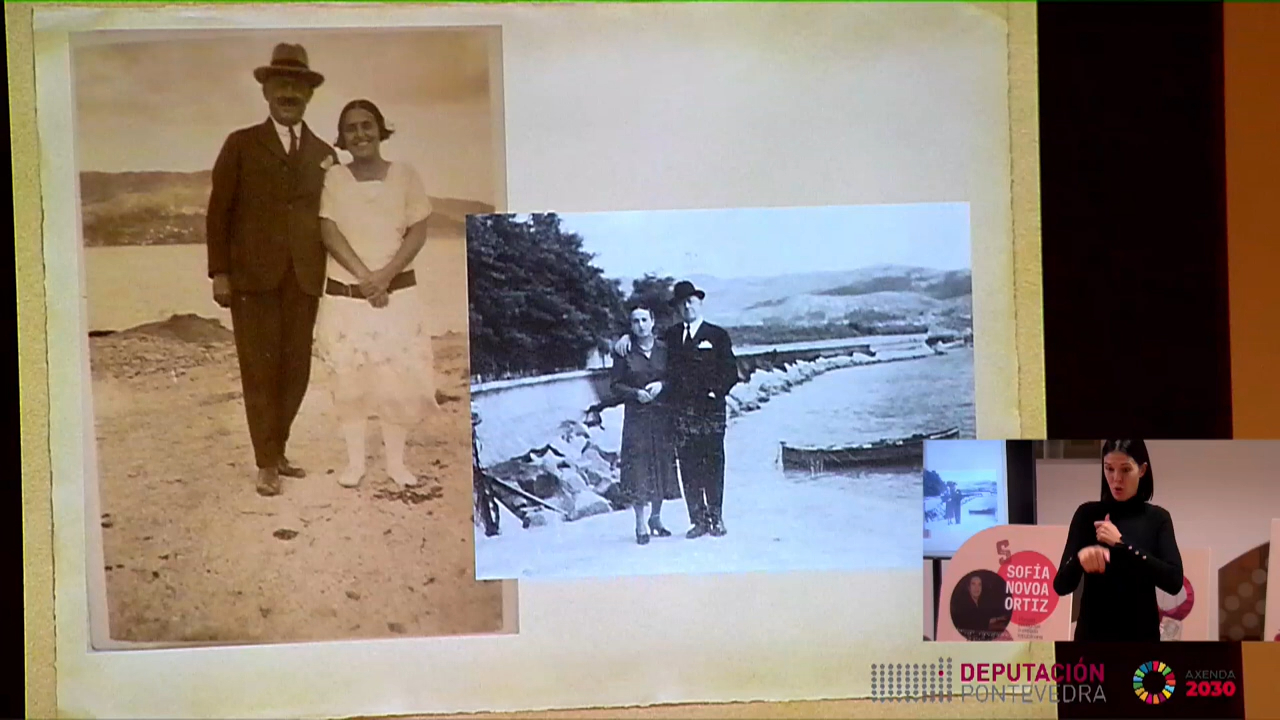 SOFÍA
NOVOA
ORTIZ
DEPUTACIÓN
PONTEVEDRA
AXENDA
2030